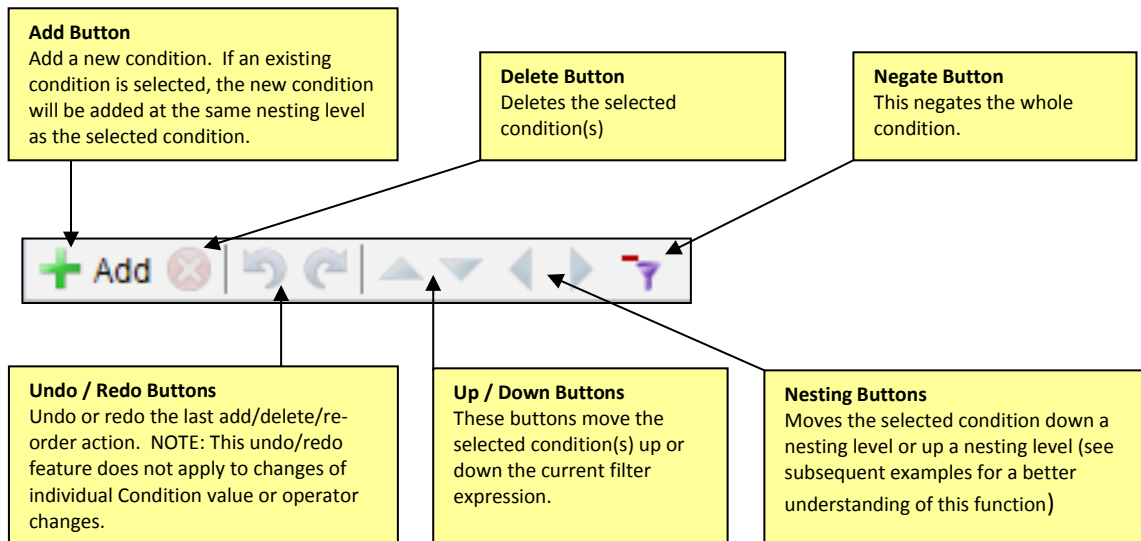 Add Button
Add a new condition.  If an existing
condition is selected, the new condition
will be added at the same nesting level
as the selected condition.
Delete Button
Deletes the selected
condition(s)
Negate Button
This negates the whole
condition.
Add
Undo / Redo Buttons
Undo or redo the last add/delete/re-
order action.  NOTE: This undo/redo
feature does not apply to changes of
individual Condition value or operator
changes.
Up / Down Buttons
These buttons move the
selected condition(s) up or
down the current filter
expression.
Nesting Buttons
Moves the selected condition down a
nesting level or up a nesting level (see
subsequent examples for a better
understanding of this function)